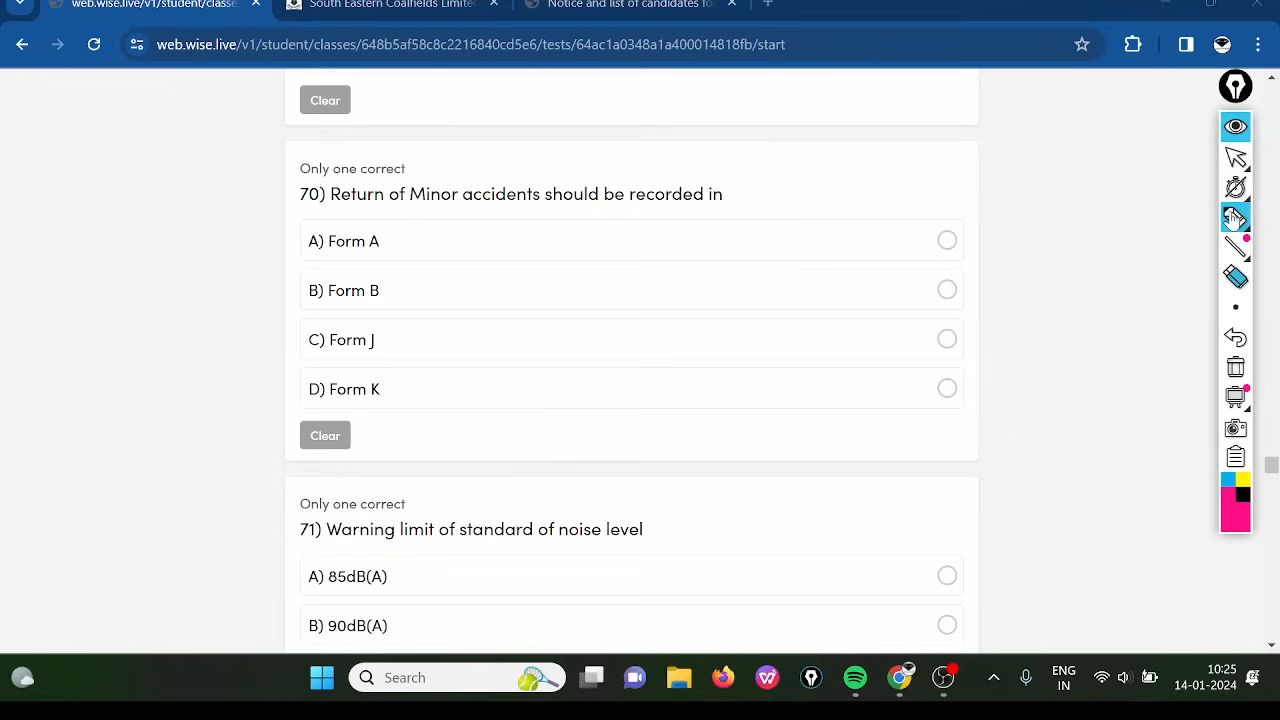 web.wise.live/v1/student/classe
South Eastern Coalfields Limite
Notice and list of candidates fo
web.wise.live/v1/student/classes/648b5af58c8c2216840cd5e6/tests/64ac1a0348a1a400014818fb/start
Clear
Only one correct
70) Return of Minor accidents should be recorded in
A) Form A
B) Form B
C) Form J
D) Form K
Clear
Only one correct
71) Warning limit of standard of noise level
A) 85dB(A)
B) 90dB(A)
Search
ENG
IN
10:25
14-01-2024